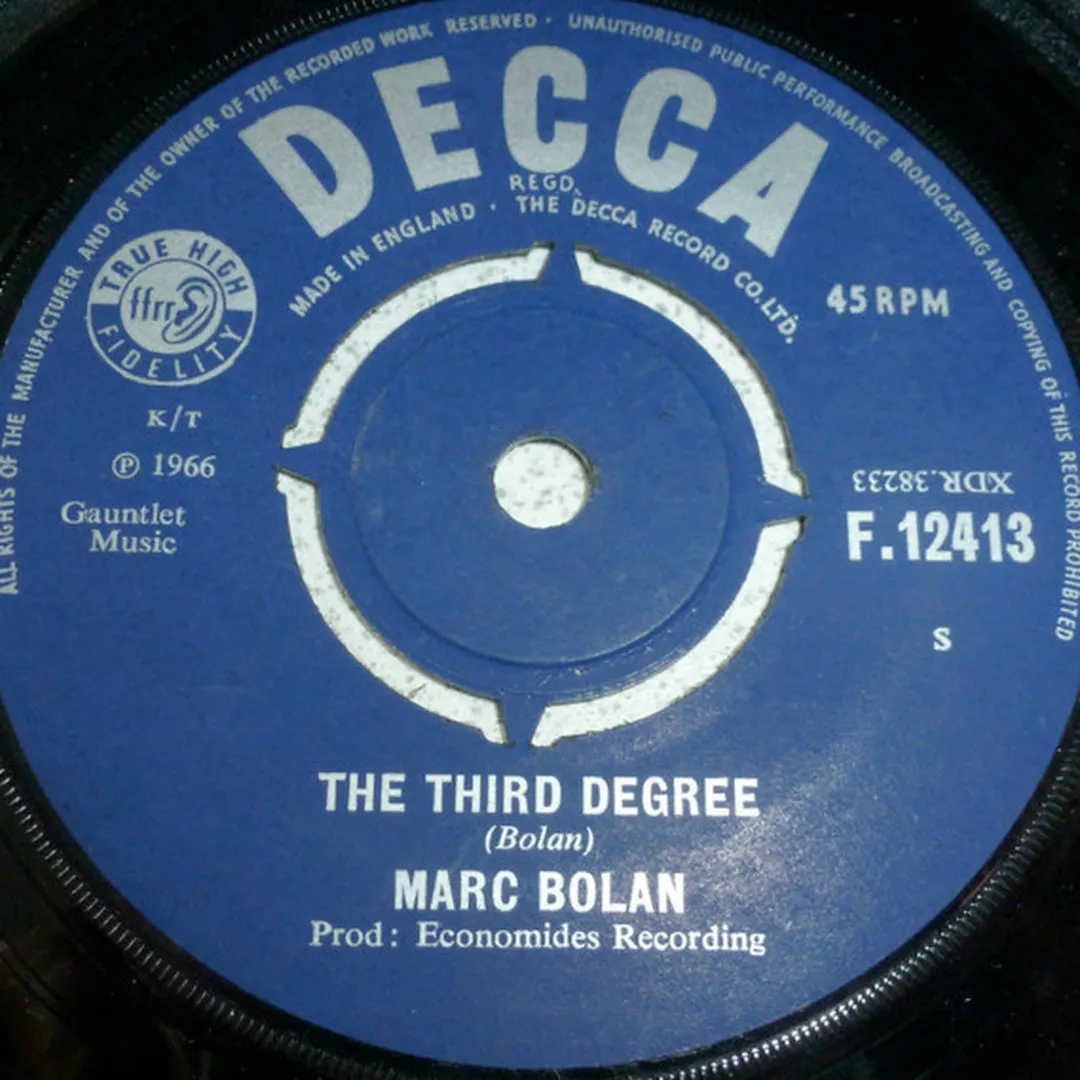 ALL RIGHTS OF THE MANUFACTURER AND OF THE OWNER OF THE RECORDED WORK RESERVED · UNAUTHORISED PUBLIC PERFORMANCE BROADCASTING AND COPYING OF THIS RECORD PROHIBITED
DECCA
REGD.
MADE IN ENGLAND · THE DECCA RECORD CO. LTD.
TRUE HIGH
ffrr
FIDELITY
45 RPM
K/T
℗ 1966
Gauntlet
Music
XDR.38233
F.12413
S
THE THIRD DEGREE
(Bolan)
MARC BOLAN
Prod: Economides Recording